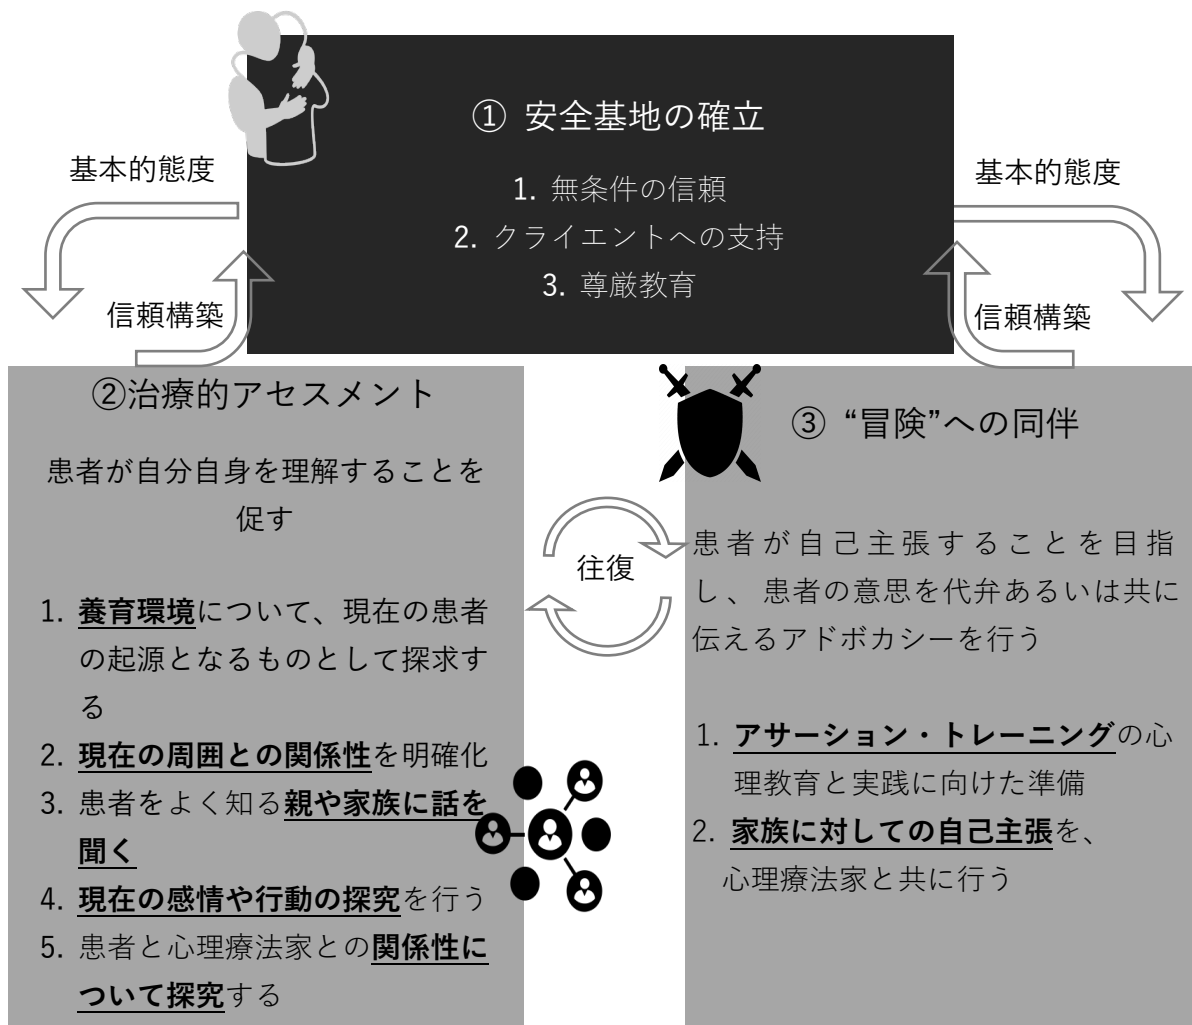 ① 安全基地の確立
1. 無条件の信頼
2. クライエントへの支持
3. 尊厳教育
基本的態度
信頼構築
基本的態度
信頼構築
②治療的アセスメント
患者が自分自身を理解することを
促す
1. 養育環境について、現在の患者
の起源となるものとして探求す
る
2. 現在の周囲との関係性を明確化
3. 患者をよく知る親や家族に話を
聞く
4. 現在の感情や行動の探究を行う
5. 患者と心理療法家との関係性に
ついて探究する
往復
③ “冒険”への同伴
患者が自己主張することを目指
し、患者の意思を代弁あるいは共に
伝えるアドボカシーを行う
1. アサーション・トレーニングの心
理教育と実践に向けた準備
2. 家族に対しての自己主張を、
心理療法家と共に行う